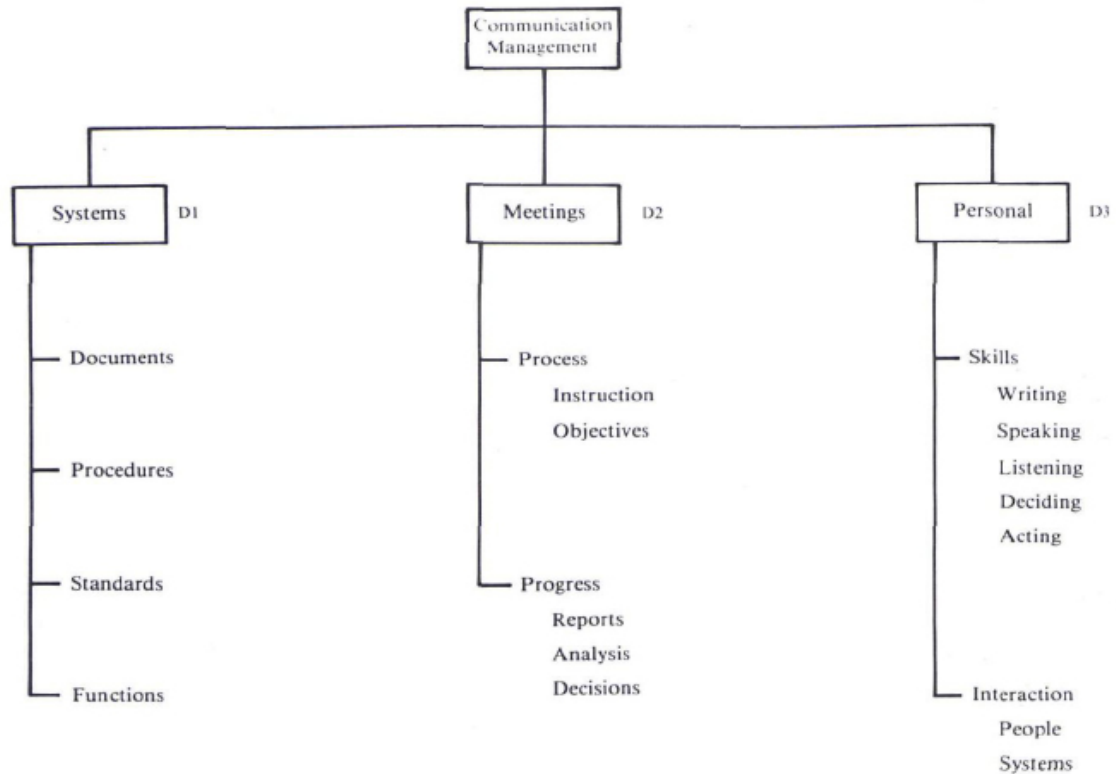 Communication
Management
Systems D1
Meetings D2
Personal D3
Documents
Procedures
Standards
Functions
Process
Instruction
Objectives
Progress
Reports
Analysis
Decisions
Skills
Writing
Speaking
Listening
Deciding
Acting
Interaction
People
Systems